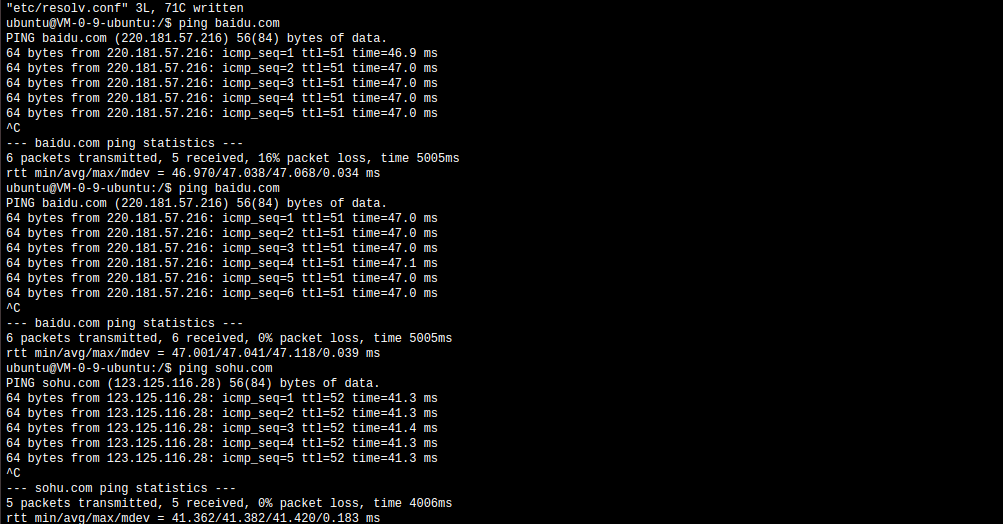 "etc/resolv.conf" 3L, 71C written
ubuntu@VM-0-9-ubuntu:/$ ping baidu.com
PING baidu.com (220.181.57.216) 56(84) bytes of data.
64 bytes from 220.181.57.216: icmp_seq=1 ttl=51 time=46.9 ms
64 bytes from 220.181.57.216: icmp_seq=2 ttl=51 time=47.0 ms
64 bytes from 220.181.57.216: icmp_seq=3 ttl=51 time=47.0 ms
64 bytes from 220.181.57.216: icmp_seq=4 ttl=51 time=47.0 ms
64 bytes from 220.181.57.216: icmp_seq=5 ttl=51 time=47.0 ms
^C
--- baidu.com ping statistics ---
6 packets transmitted, 5 received, 16% packet loss, time 5005ms
rtt min/avg/max/mdev = 46.970/47.038/47.068/0.034 ms
ubuntu@VM-0-9-ubuntu:/$ ping baidu.com
PING baidu.com (220.181.57.216) 56(84) bytes of data.
64 bytes from 220.181.57.216: icmp_seq=1 ttl=51 time=47.0 ms
64 bytes from 220.181.57.216: icmp_seq=2 ttl=51 time=47.0 ms
64 bytes from 220.181.57.216: icmp_seq=3 ttl=51 time=47.0 ms
64 bytes from 220.181.57.216: icmp_seq=4 ttl=51 time=47.1 ms
64 bytes from 220.181.57.216: icmp_seq=5 ttl=51 time=47.0 ms
64 bytes from 220.181.57.216: icmp_seq=6 ttl=51 time=47.0 ms
^C
--- baidu.com ping statistics ---
6 packets transmitted, 6 received, 0% packet loss, time 5005ms
rtt min/avg/max/mdev = 47.001/47.041/47.118/0.039 ms
ubuntu@VM-0-9-ubuntu:/$ ping sohu.com
PING sohu.com (123.125.116.28) 56(84) bytes of data.
64 bytes from 123.125.116.28: icmp_seq=1 ttl=52 time=41.3 ms
64 bytes from 123.125.116.28: icmp_seq=2 ttl=52 time=41.3 ms
64 bytes from 123.125.116.28: icmp_seq=3 ttl=52 time=41.4 ms
64 bytes from 123.125.116.28: icmp_seq=4 ttl=52 time=41.3 ms
64 bytes from 123.125.116.28: icmp_seq=5 ttl=52 time=41.3 ms
^C
--- sohu.com ping statistics ---
5 packets transmitted, 5 received, 0% packet loss, time 4006ms
rtt min/avg/max/mdev = 41.362/41.382/41.420/0.183 ms